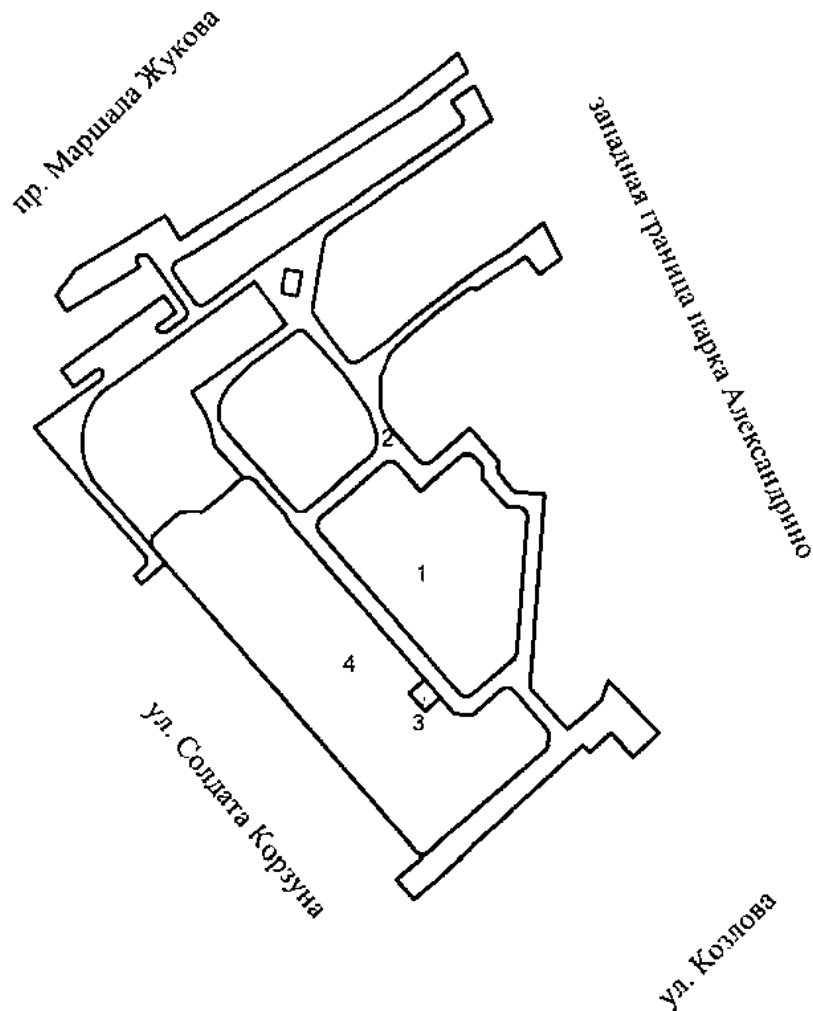 пр. Маршала Жукова
западная граница парка Александрино
2
1
4
3
ул. Солдата Корзуна
ул. Козлова